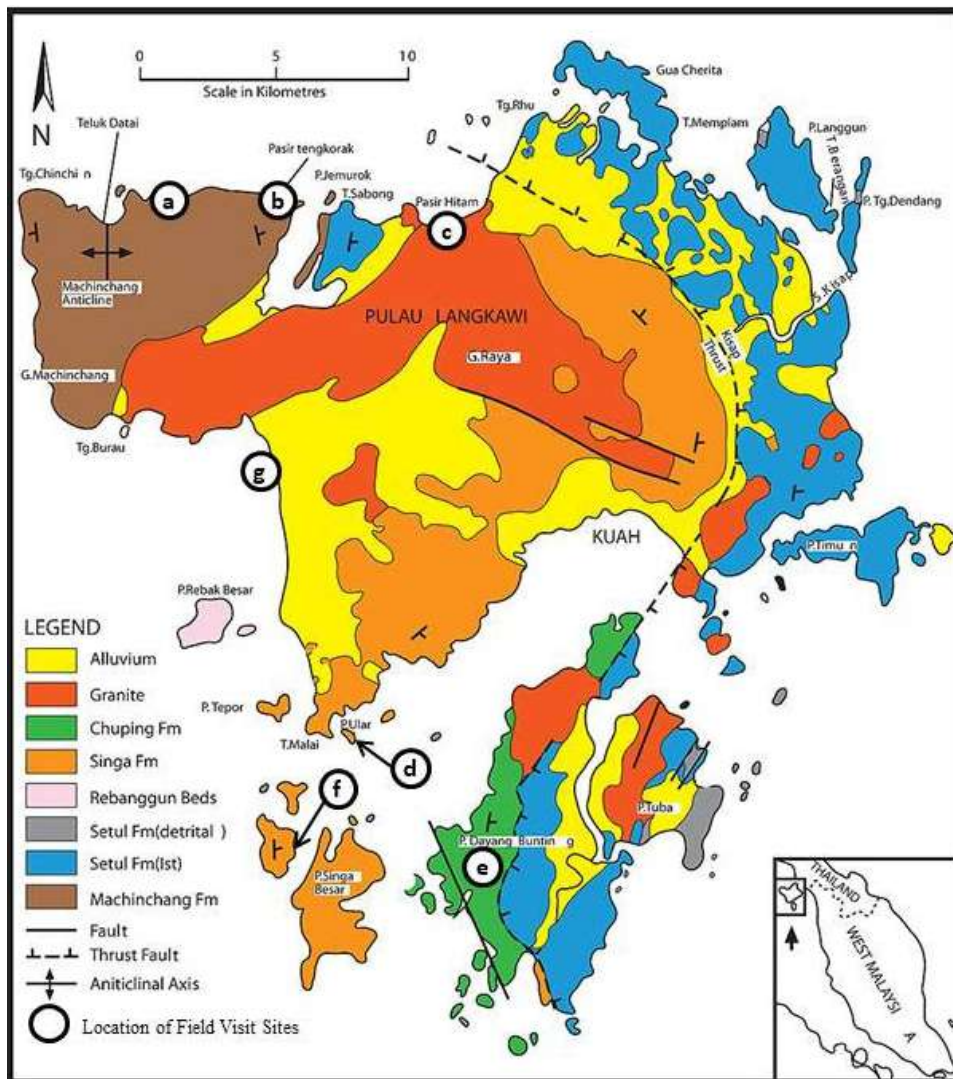 0 5 10
Scale in Kilometres
N
Teluk Datai
Tg.Chinchi n
a
Pasir tengkorak
b
P.Jemurok
T.Sabong
Pasir Hitam
c
Tg.Rhu
Gua Cherita
T.Memplam
P.Langgun
T.Berangan
P.Tg.Dendang
S.Kisap
Machinchang
Anticline
PULAU LANGKAWI
Kisap
Thrust
G.Raya
G.Machinchang
Tg.Burau
g
KUAH
P.Timu n
P.Rebak Besar
P.Tepor
P.Ular
T.Malai
d
f
P.Singa
Besar
P.Dayang Buntin g
e
P.Tuba
LEGEND
Alluvium
Granite
Chuping Fm
Singa Fm
Rebanggun Beds
Setul Fm(detrital )
Setul Fm(lst)
Machinchang Fm
Fault
Thrust Fault
Aniticlinal Axis
Location of Field Visit Sites
THAILAND
WEST MALAYSI A